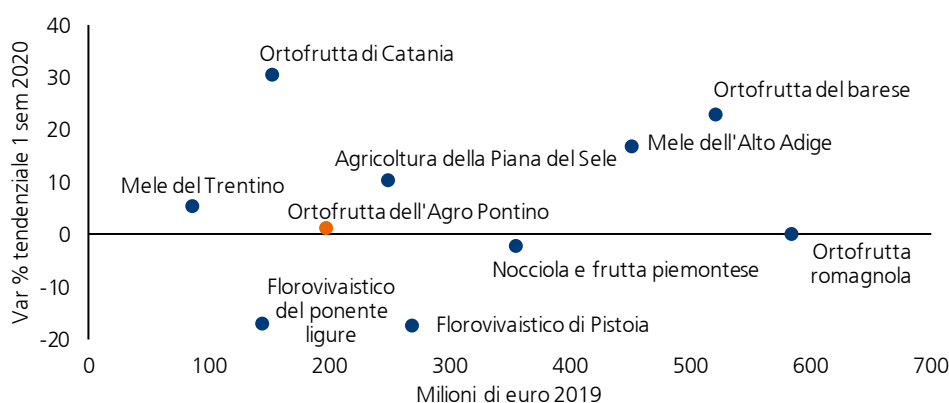 Var % tendenziale 1 sem 2020
40
30
20
10
0
-10
-20
Ortofrutta di Catania
Ortofrutta del barese
Mele dell'Alto Adige
Agricoltura della Piana del Sele
Mele del Trentino
Ortofrutta dell'Agro Pontino
Nocciola e frutta piemontese
Ortofrutta
romagnola
Florovivaistico
del ponente
ligure
Florovivaistico di Pistoia
0 100 200 300 400 500 600 700
Milioni di euro 2019